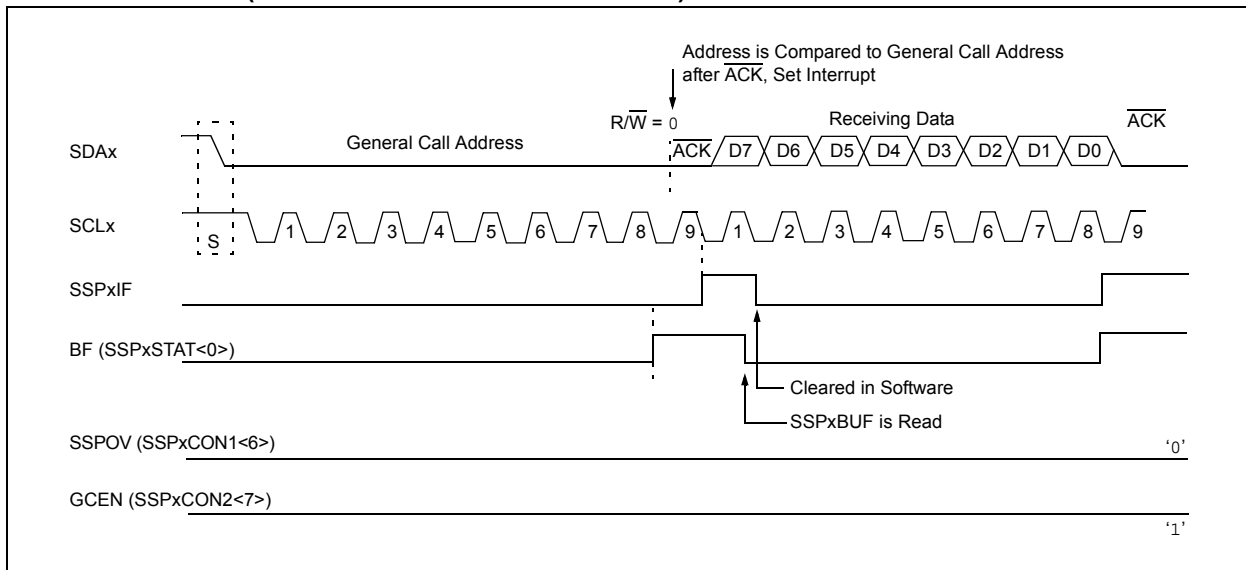 Address is Compared to General Call Address
after ACK, Set Interrupt
R/W = 0
Receiving Data
ACK
SDAx
General Call Address
ACK D7 D6 D5 D4 D3 D2 D1 D0
SCLx
S
1 2 3 4 5 6 7 8 9 1 2 3 4 5 6 7 8 9
SSPxIF
BF (SSPxSTAT<0>)
Cleared in Software
SSPxBUF is Read
SSPOV (SSPxCON1<6>)
‘0’
GCEN (SSPxCON2<7>)
‘1’